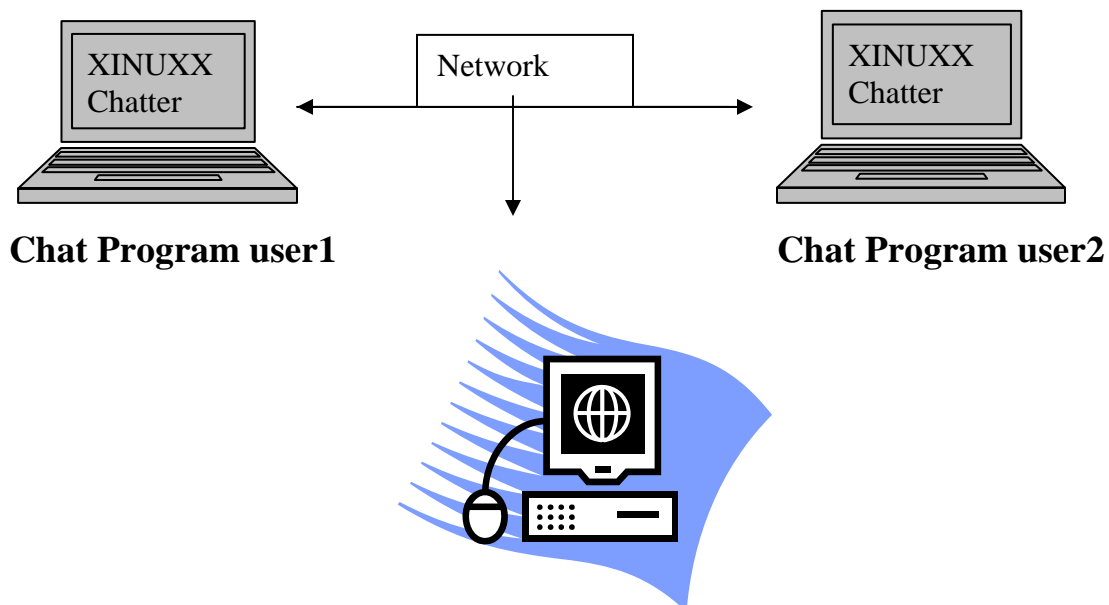 XINUXX
Chatter
Network
XINUXX
Chatter
Chat Program user1
Chat Program user2